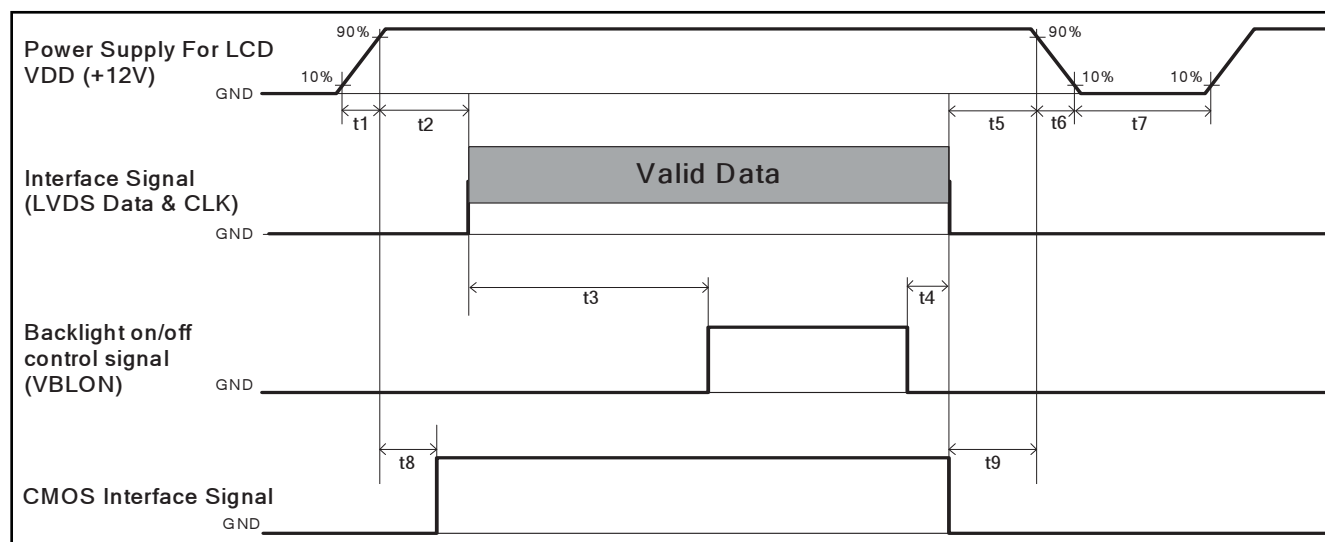 Power Supply For LCD
VDD (+12V)
90%
10%
GND
90%
10%
10%
t1
t2
t5
t6
t7
Interface Signal
(LVDS Data & CLK)
Valid Data
GND
t3
t4
Backlight on/off
control signal
(VBLON)
GND
t8
t9
CMOS Interface Signal
GND